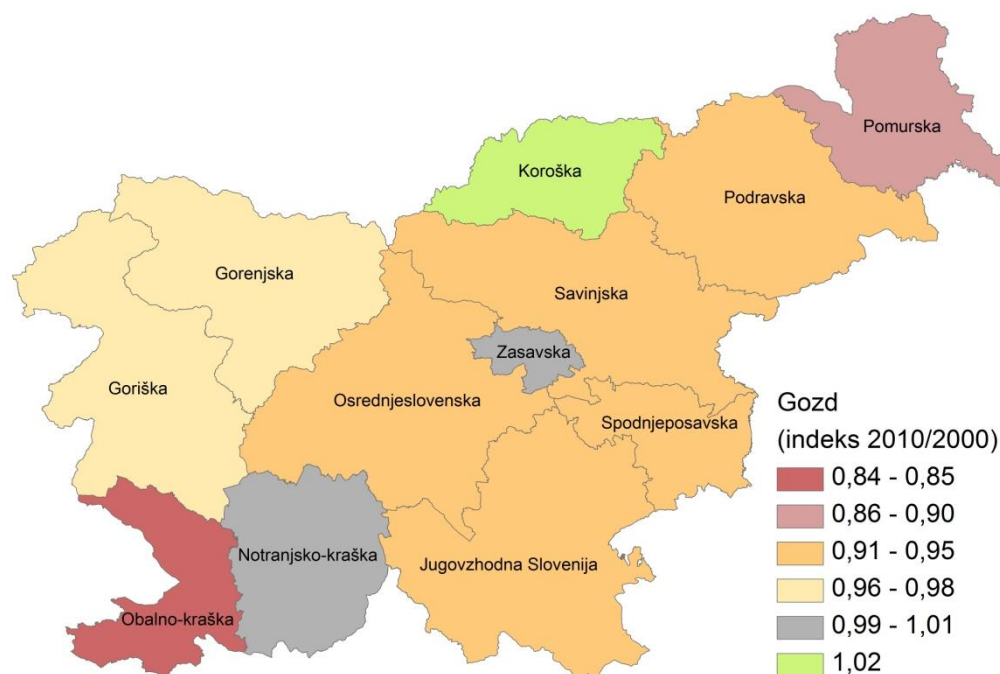 Pomurska
Koroška
Podravska
Gorenjska
Savinjska
Zasavska
Goriška
Osrednjeslovenska
Spodnjeposavska
Notranjsko-kraška
Jugovzhodna Slovenija
Obalno-kraška
Gozd
(indeks 2010/2000)
0,84 - 0,85
0,86 - 0,90
0,91 - 0,95
0,96 - 0,98
0,99 - 1,01
1,02